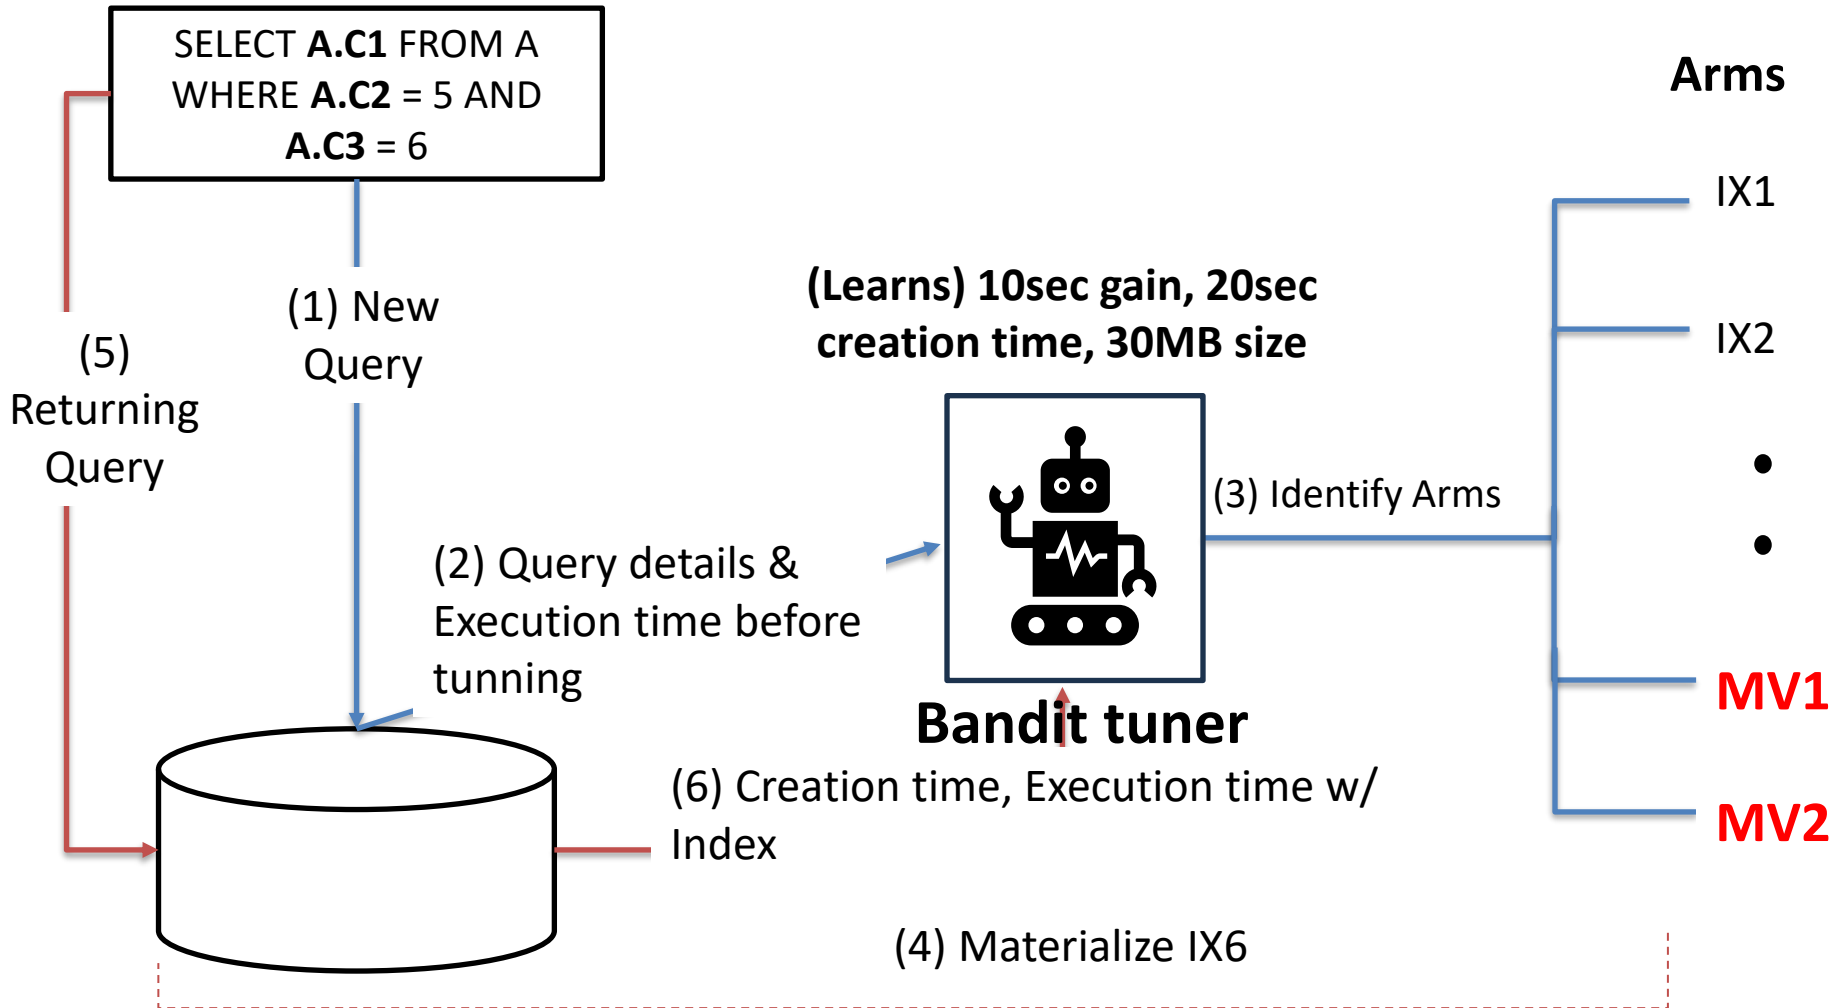 SELECT A.C1 FROM A
WHERE A.C2 = 5 AND
A.C3 = 6
Arms
IX1
(Learns) 10sec gain, 20sec
creation time, 30MB size
(1) New
Query
IX2
(5)
Returning
Query
(3) Identify Arms
(2) Query details &
Execution time before
tunning
MV1
Bandit tuner
(6) Creation time, Execution time w/
Index
MV2
(4) Materialize IX6